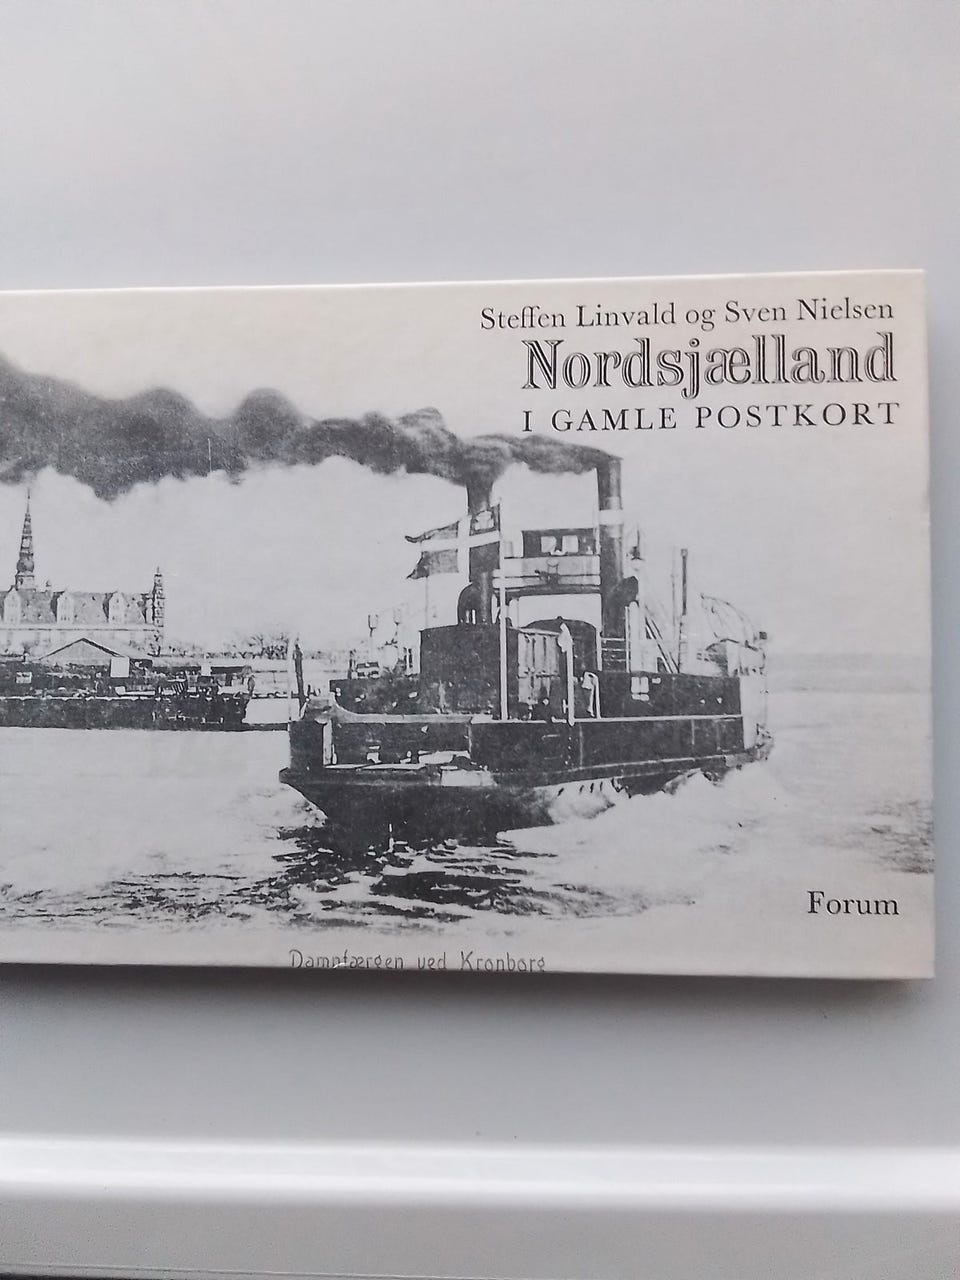 Steffen Linvald og Sven Nielsen
Nordsjælland
I GAMLE POSTKORT
Forum
Dampfærgen ved Kronborg